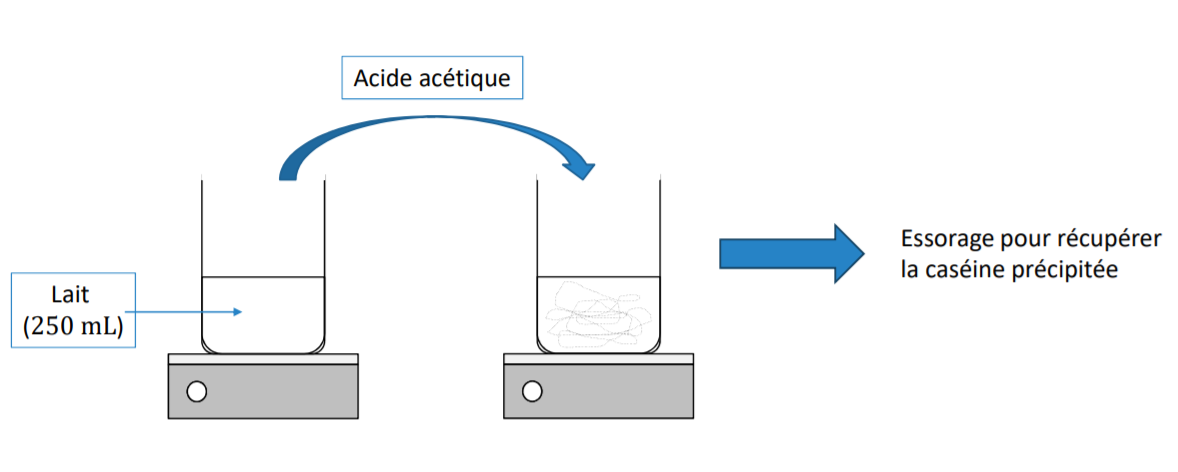 Acide acétique
Lait
(250 mL)
Essorage pour récupérer
la caséine précipitée